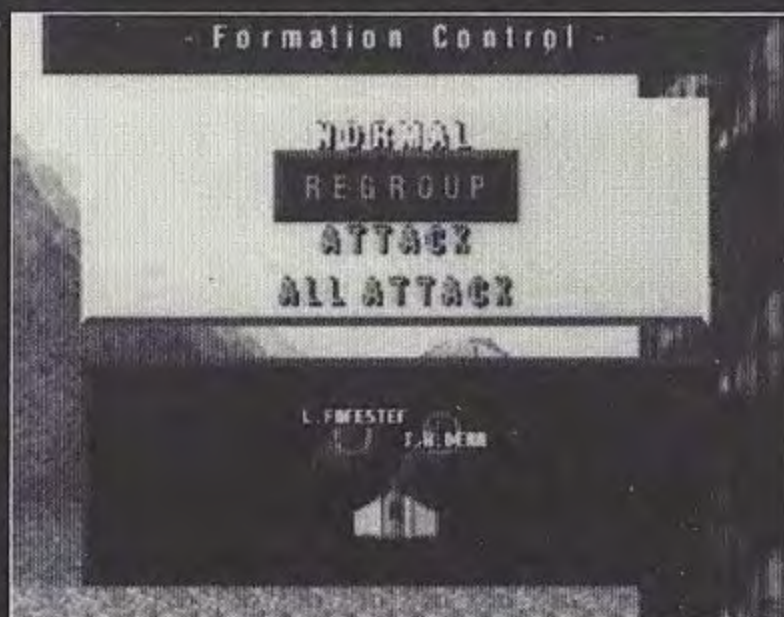 - Formation Control -
NORMAL
REGROUP
ATTACK
ALL ATTACK